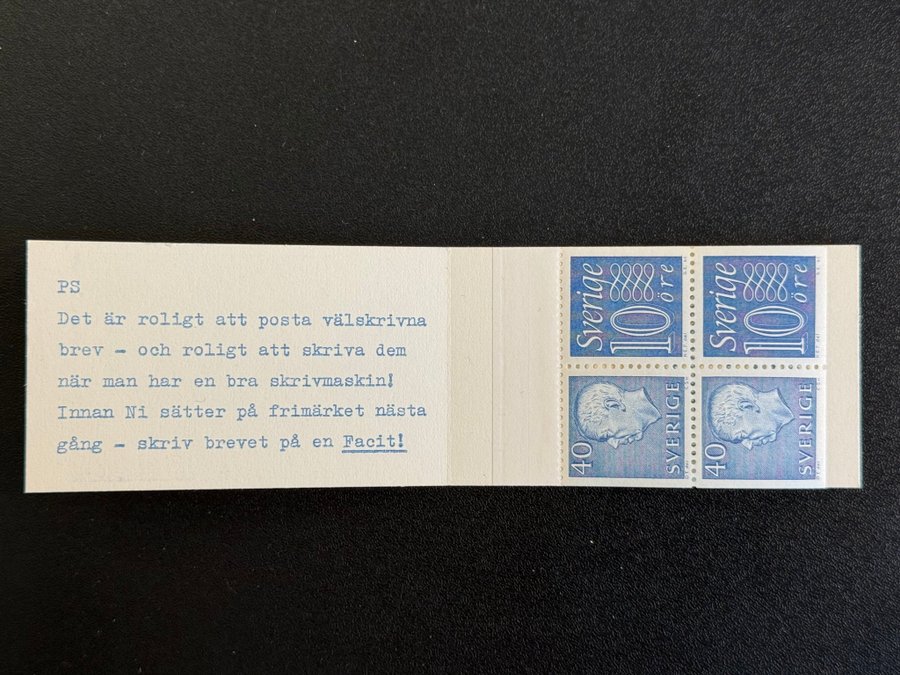 PS
Det är roligt att posta välskrivna
brev – och roligt att skriva dem
när man har en bra skrivmaskin!
Innan Ni sätter på frimärket nästa
gång – skriv brevet på en Facit!
Sverige
10 öre
Sverige
10 öre
40
SVERIGE
40
SVERIGE